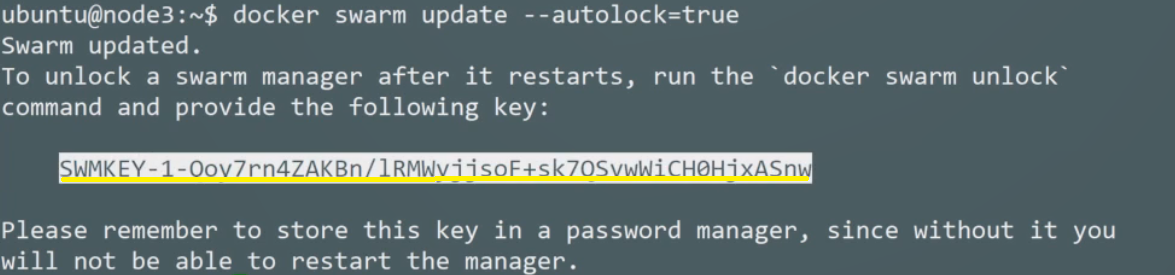 ubuntu@node3:~$ docker swarm update --autolock=true
Swarm updated.
To unlock a swarm manager after it restarts, run the `docker swarm unlock`
command and provide the following key:
SWMKEY-1-Ooy7rn4ZAKBn/lRMWyjjsoF+sk7QSvwWiCH0HjxASnw
Please remember to store this key in a password manager, since without it you
will not be able to restart the manager.